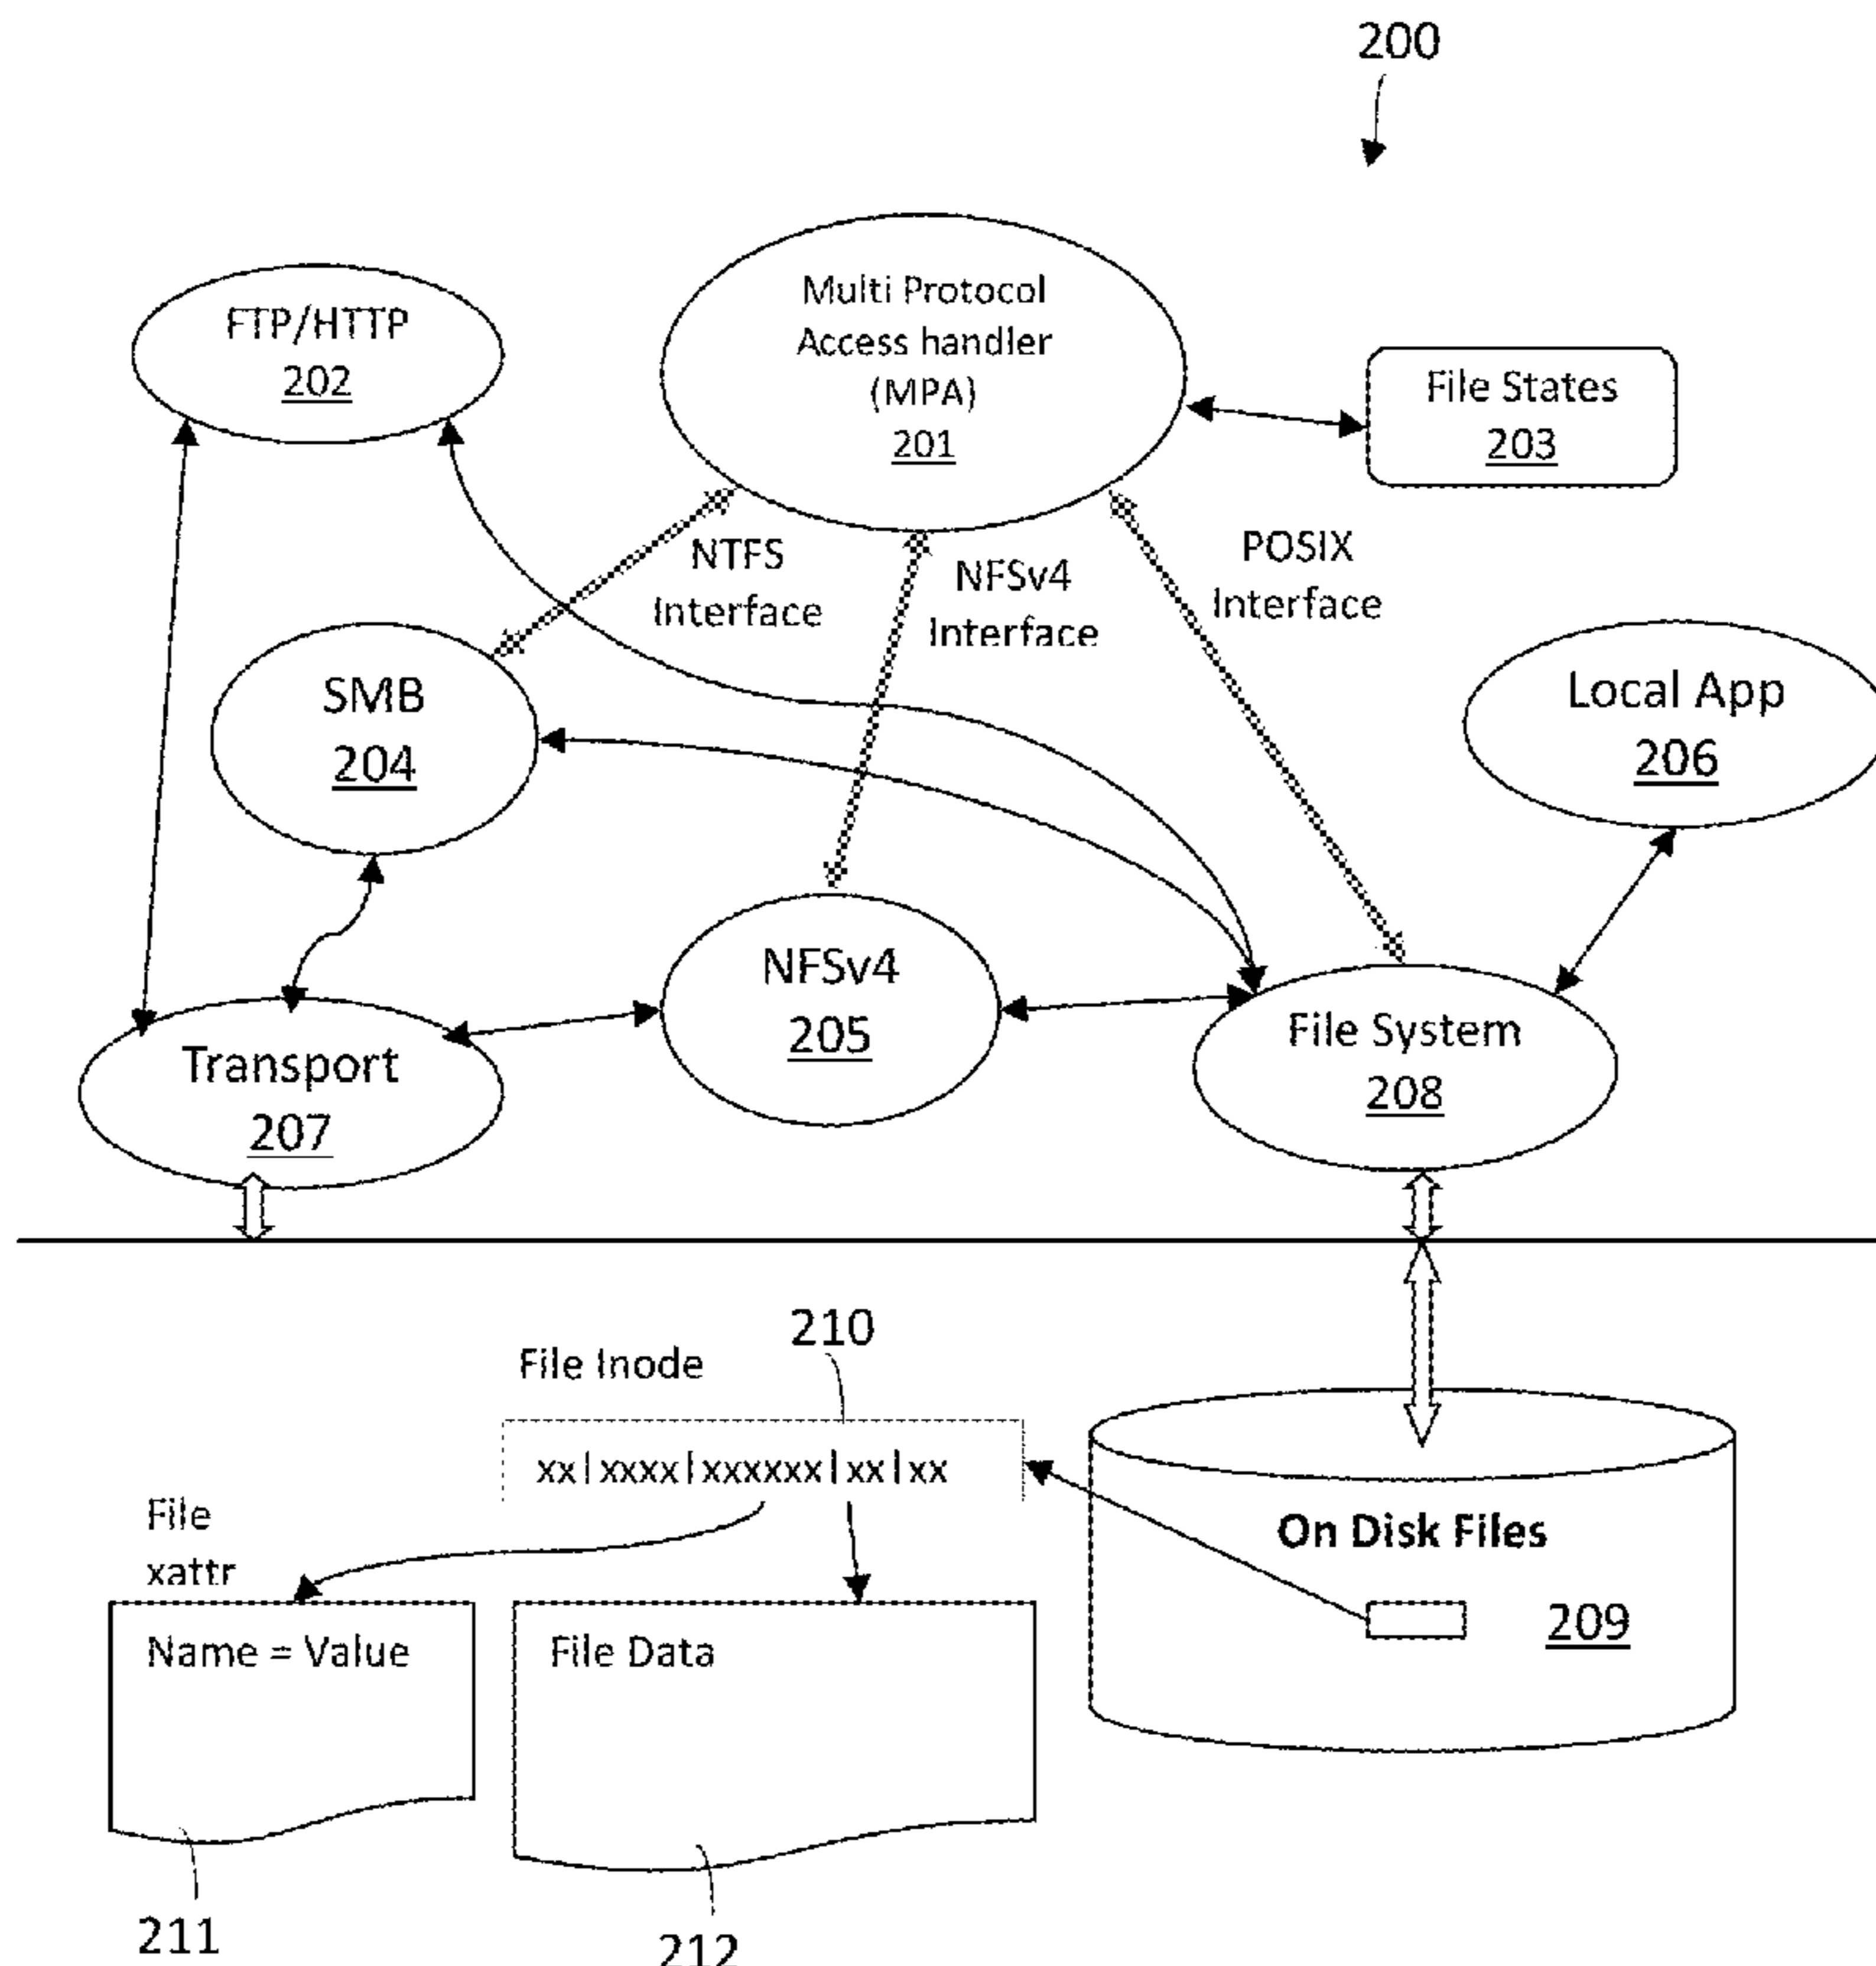 200
Multi Protocol
Access handler
(MPA)
201
FTP/HTTP
202
File States
203
NTFS
Interface
NFSv4
Interface
POSIX
Interface
SMB
204
Local App
206
NFSv4
205
File System
208
Transport
207
210
File Inode
xx|xxxx|xxxxxx|xx|xx
On Disk Files
209
File
xattr
Name = Value
File Data
211
212